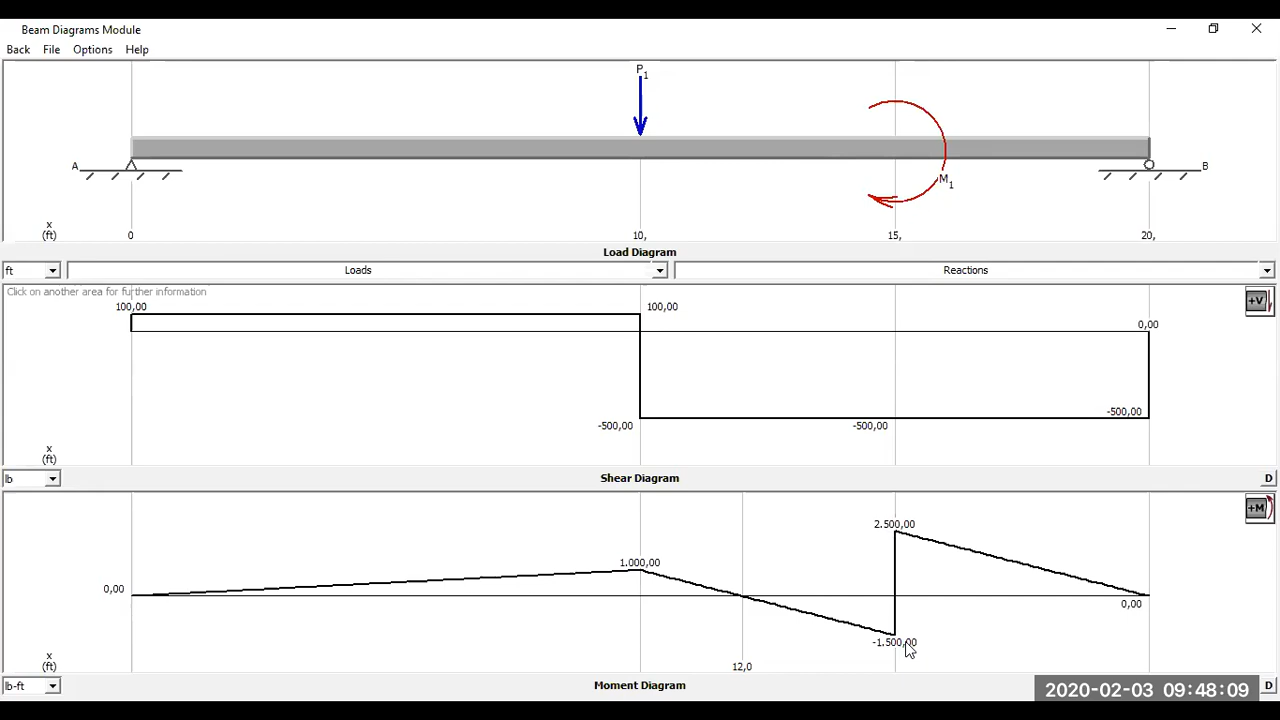 Beam Diagrams Module
Back File Options Help
P1
A
M1
B
x
(ft)
0
10,
15,
20,
Load Diagram
ft
Loads
Reactions
Click on another area for further information
100,00
100,00
0,00
+V
-500,00
-500,00
-500,00
x
(ft)
lb
Shear Diagram
D
+M
2.500,00
1.000,00
0,00
0,00
-1.500,00
x
(ft)
12,0
lb-ft
Moment Diagram
D
2020-02-03 09:48:09